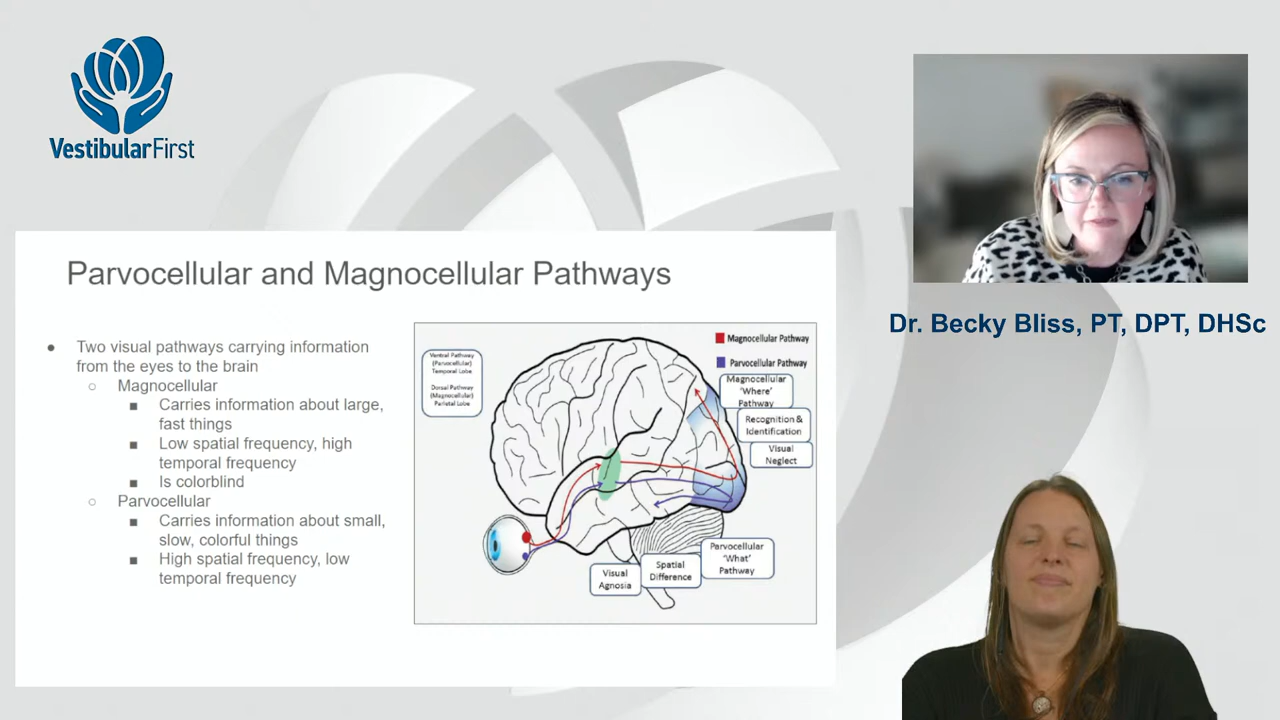 VestibularFirst
Dr. Becky Bliss, PT, DPT, DHSc
Parvocellular and Magnocellular Pathways
● Two visual pathways carrying information
from the eyes to the brain
○ Magnocellular
■ Carries information about large,
fast things
■ Low spatial frequency, high
temporal frequency
■ Is colorblind
○ Parvocellular
■ Carries information about small,
slow, colorful things
■ High spatial frequency, low
temporal frequency
Ventral Pathway
(Parvocellular)
Temporal Lobe
Dorsal Pathway
(Magnocellular)
Parietal Lobe
Magnocellular Pathway
Parvocellular Pathway
Magnocellular
'Where'
Pathway
Recognition &
Identification
Visual
Neglect
Parvocellular
'What'
Pathway
Spatial
Difference
Visual
Agnosia